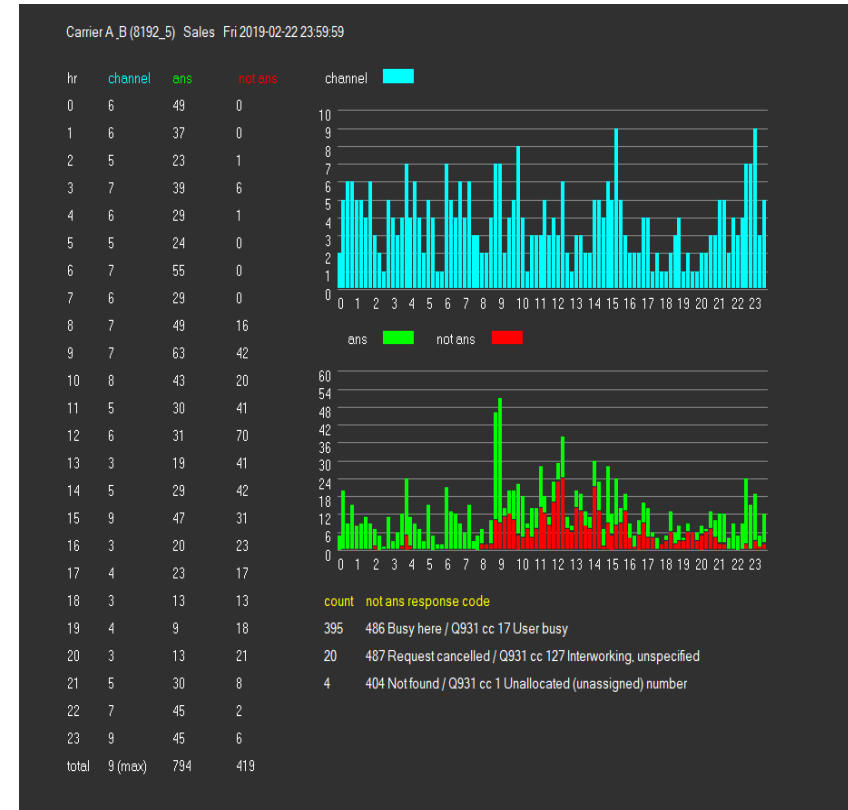 Carrier A_B (8192_5) Sales Fri 2019-02-22 23:59:59
hr channel ans not ans
0 6 49 0
1 6 37 0
2 5 23 1
3 7 39 6
4 6 29 1
5 5 24 0
6 7 55 0
7 6 29 0
8 7 49 16
9 7 63 42
10 8 43 20
11 5 30 41
12 6 31 70
13 3 19 41
14 5 29 42
15 9 47 31
16 3 20 23
17 4 23 17
18 3 13 13
19 4 9 18
20 3 13 21
21 5 30 8
22 7 45 2
23 9 45 6
total 9 (max) 794 419
channel
10
9
8
7
6
5
4
3
2
1
0
0 1 2 3 4 5 6 7 8 9 10 11 12 13 14 15 16 17 18 19 20 21 22 23
ans not ans
60
54
48
42
36
30
24
18
12
6
0
0 1 2 3 4 5 6 7 8 9 10 11 12 13 14 15 16 17 18 19 20 21 22 23
count not ans response code
395 486 Busy here / Q931 cc 17 User busy
20 487 Request cancelled / Q931 cc 127 Interworking, unspecified
4 404 Not found / Q931 cc 1 Unallocated (unassigned) number